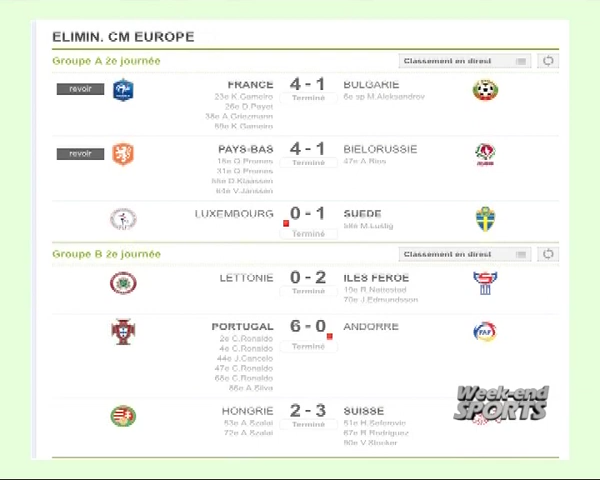 ELIMIN. CM EUROPE
Groupe A 2e journée
Classement en direct
revoir
FRANCE 4 - 1 BULGARIE
Terminé
23e K.Gameiro
26e D.Payet
38e A.Griezmann
59e K.Gameiro
6e sp M.Aleksandrov
revoir
PAYS-BAS 4 - 1 BIELORUSSIE
Terminé
15e Q.Promes
31e Q.Promes
55e D.Klaassen
64e V.Janssen
47e A.Rios
LUXEMBOURG 0 - 1 SUEDE
Terminé
58e M.Lustig
Groupe B 2e journée
Classement en direct
LETTONIE 0 - 2 ILES FEROE
Terminé
19e R.Nattestad
70e J.Edmundsson
PORTUGAL 6 - 0 ANDORRE
Terminé
2e C.Ronaldo
4e C.Ronaldo
44e J.Cancelo
47e C.Ronaldo
68e C.Ronaldo
86e A.Silva
HONGRIE 2 - 3 SUISSE
Terminé
53e A.Szalai
72e A.Szalai
51e H.Seferovic
67e R.Rodriguez
90e V.Stocker
Week-end
SPORTS